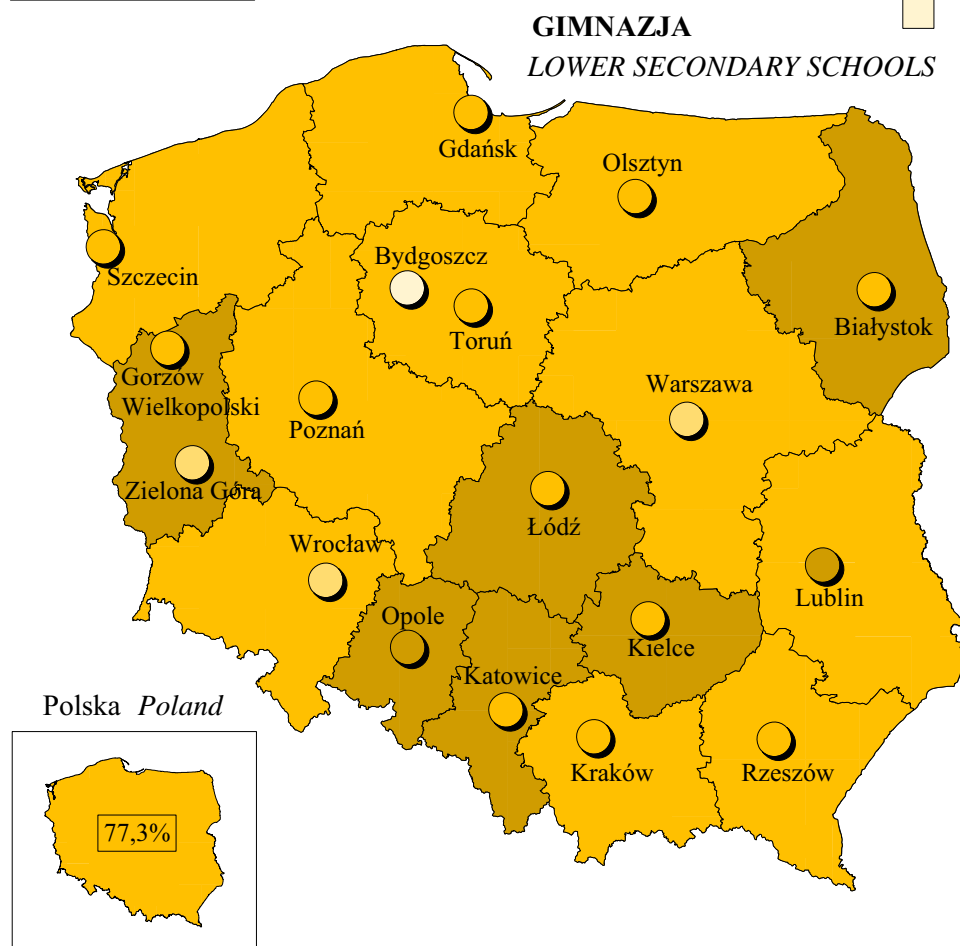 GIMNAZJA
LOWER SECONDARY SCHOOLS
Gdańsk
Olsztyn
Szczecin
Bydgoszcz
Toruń
Białystok
Gorzów
Wielkopolski
Poznań
Warszawa
Zielona Góra
Łódź
Wrocław
Lublin
Opole
Kielce
Katowice
Kraków
Rzeszów
Polska Poland
77,3%